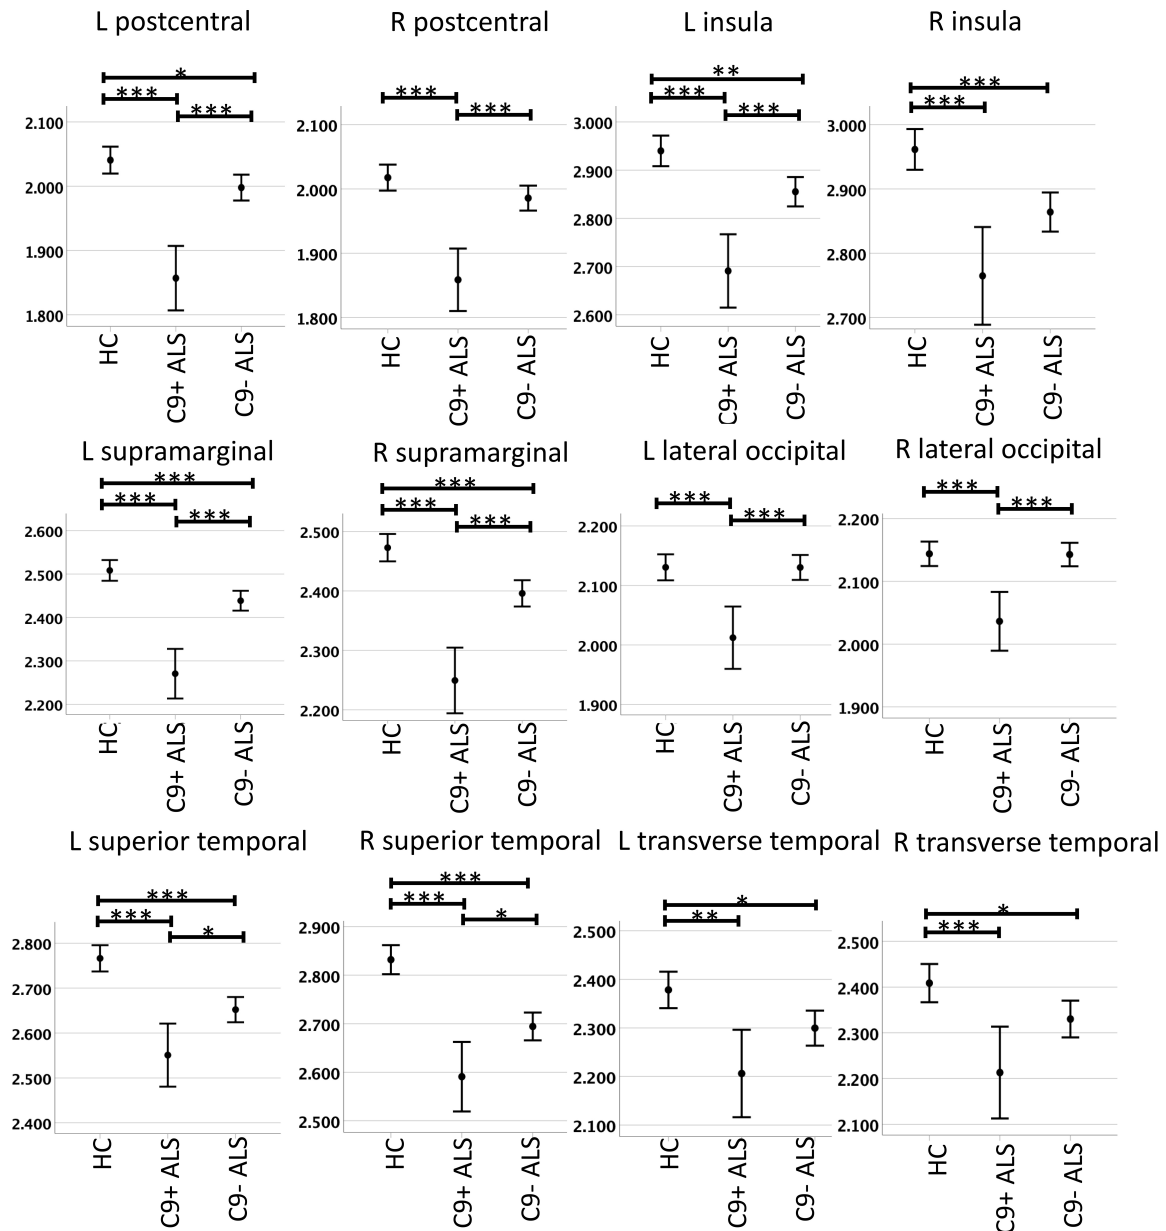 L postcentral
R postcentral
L insula
R insula
*
***
***
***
***
**
***
***
***
***
2.100
2.000
1.900
1.800
HC
C9+ ALS
C9- ALS
2.100
2.000
1.900
1.800
HC
C9+ ALS
C9- ALS
3.000
2.900
2.800
2.700
2.600
HC
C9+ ALS
C9- ALS
3.000
2.900
2.800
2.700
HC
C9+ ALS
C9- ALS
L supramarginal
R supramarginal
L lateral occipital
R lateral occipital
***
***
***
***
***
***
***
***
***
***
2.600
2.500
2.400
2.300
2.200
HC
C9+ ALS
C9- ALS
2.500
2.400
2.300
2.200
HC
C9+ ALS
C9- ALS
2.200
2.100
2.000
1.900
HC
C9+ ALS
C9- ALS
2.200
2.100
2.000
1.900
HC
C9+ ALS
C9- ALS
L superior temporal
R superior temporal
L transverse temporal
R transverse temporal
***
***
*
***
***
*
*
**
*
***
2.800
2.700
2.600
2.500
2.400
HC
C9+ ALS
C9- ALS
2.900
2.800
2.700
2.600
2.500
HC
C9+ ALS
C9- ALS
2.500
2.400
2.300
2.200
2.100
HC
C9+ ALS
C9- ALS
2.500
2.400
2.300
2.200
2.100
HC
C9+ ALS
C9- ALS